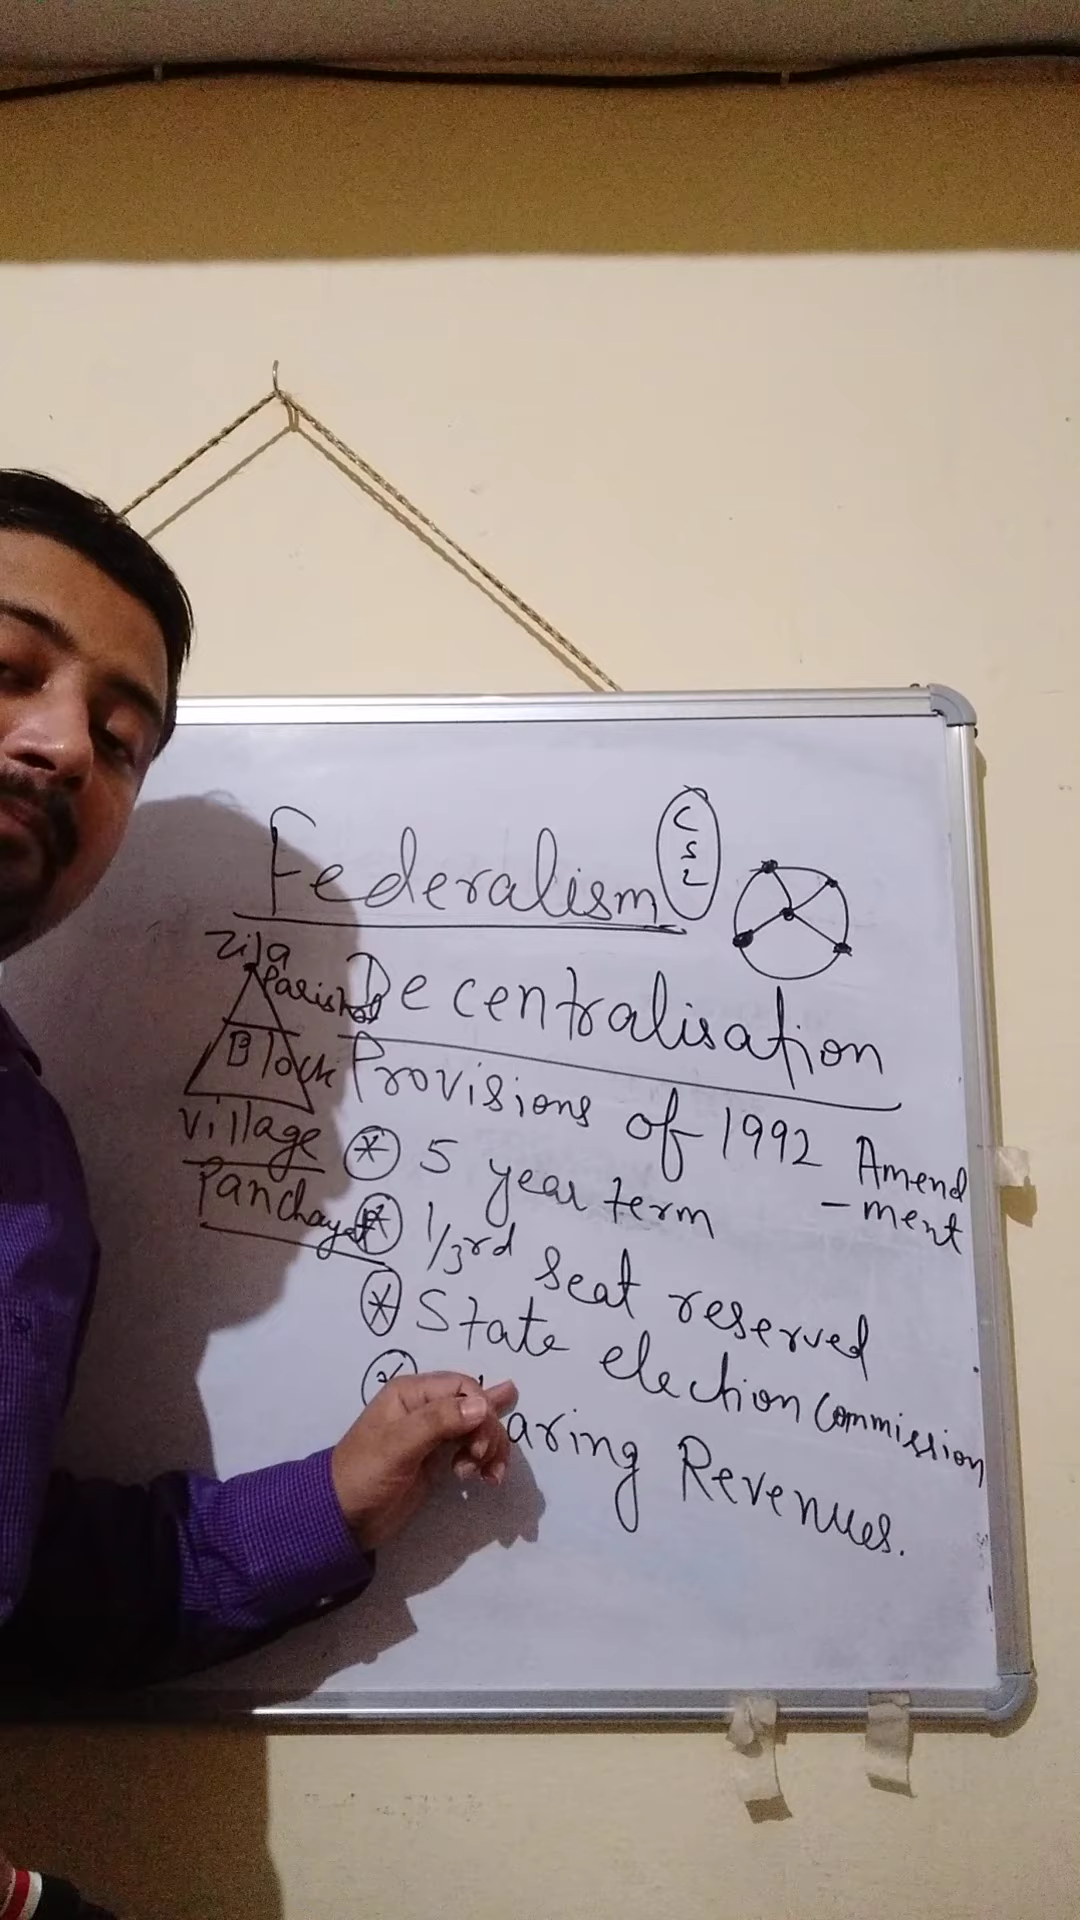 Federalism
C
S
L
Decentralisation
Zila
Parishad
Block
Village
Panchayat
Provisions of 1992 Amend
-ment
5 year term
1/3rd seat reserved
State election Commission
aring Revenues.